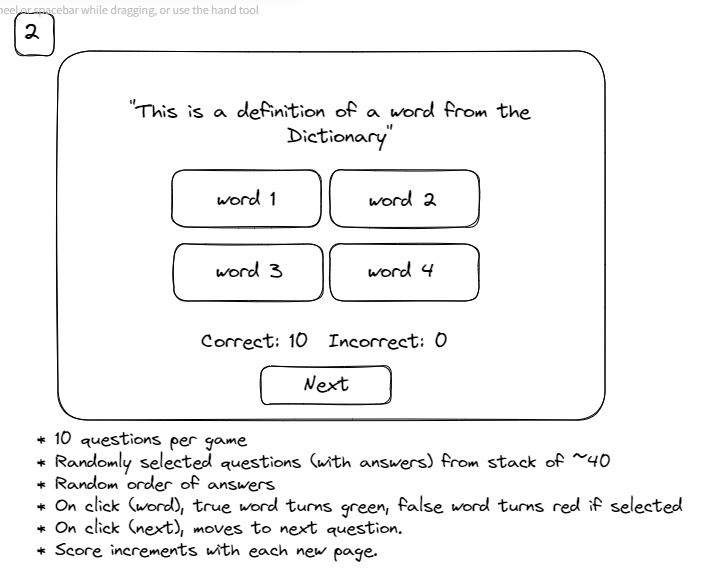 or spacebar while dragging, or use the hand tool
2
"This is a definition of a word from the
Dictionary"
word 1
word 2
word 3
word 4
Correct: 10 Incorrect: 0
Next
* 10 questions per game
* Randomly selected questions (with answers) from stack of ~40
* Random order of answers
* On click (word), true word turns green, false word turns red if selected
* On click (next), moves to next question.
* Score increments with each new page.